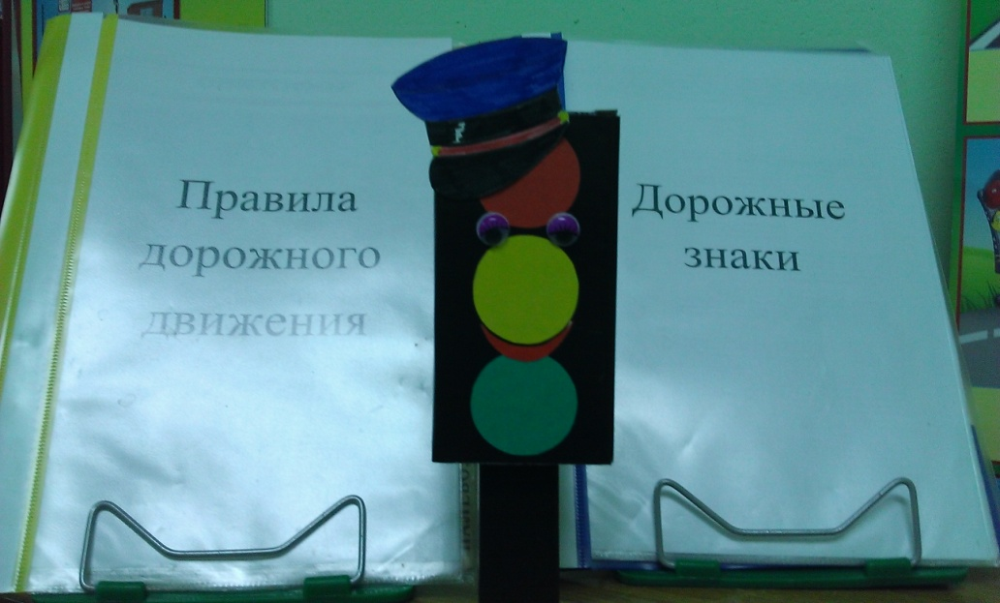 Правила
дорожного
движения
Дорожные
знаки